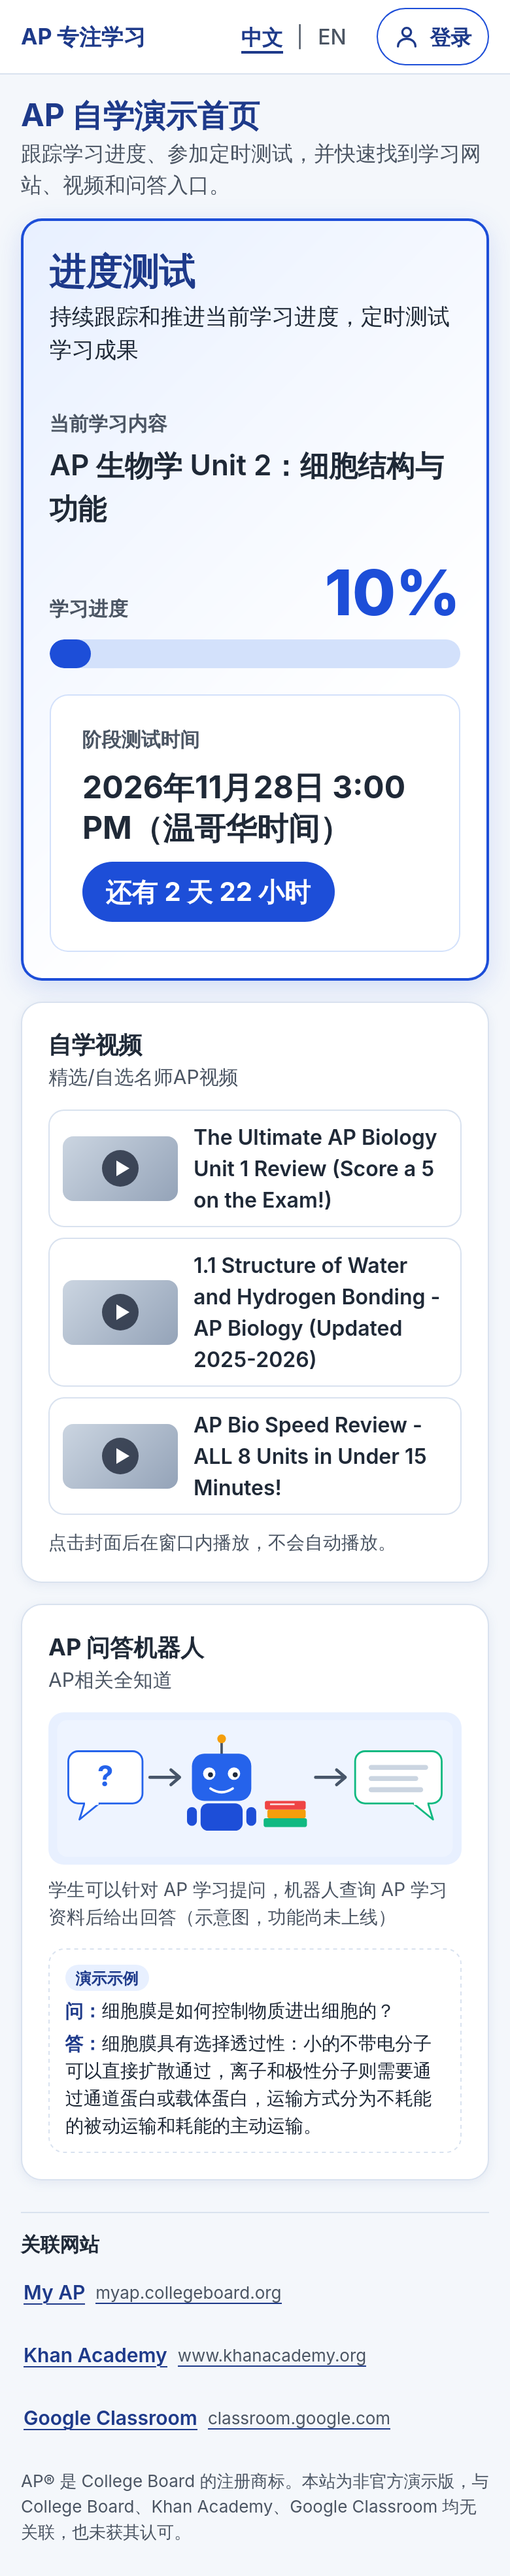 AP 专注学习
中文 | EN
登录
AP 自学演示首页
跟踪学习进度、参加定时测试，并快速找到学习网
站、视频和问答入口。
进度测试
持续跟踪和推进当前学习进度，定时测试
学习成果
当前学习内容
AP 生物学 Unit 2：细胞结构与
功能
学习进度
10%
阶段测试时间
2026年11月28日 3:00
PM（温哥华时间）
还有 2 天 22 小时
自学视频
精选/自选名师AP视频
The Ultimate AP Biology
Unit 1 Review (Score a 5
on the Exam!)
1.1 Structure of Water
and Hydrogen Bonding -
AP Biology (Updated
2025-2026)
AP Bio Speed Review -
ALL 8 Units in Under 15
Minutes!
点击封面后在窗口内播放，不会自动播放。
AP 问答机器人
AP相关全知道
?
学生可以针对 AP 学习提问，机器人查询 AP 学习
资料后给出回答（示意图，功能尚未上线）
演示示例
问：细胞膜是如何控制物质进出细胞的？
答：细胞膜具有选择透过性：小的不带电分子
可以直接扩散通过，离子和极性分子则需要通
过通道蛋白或载体蛋白，运输方式分为不耗能
的被动运输和耗能的主动运输。
关联网站
My AP myap.collegeboard.org
Khan Academy www.khanacademy.org
Google Classroom classroom.google.com
AP® 是 College Board 的注册商标。本站为非官方演示版，与
College Board、Khan Academy、Google Classroom 均无
关联，也未获其认可。